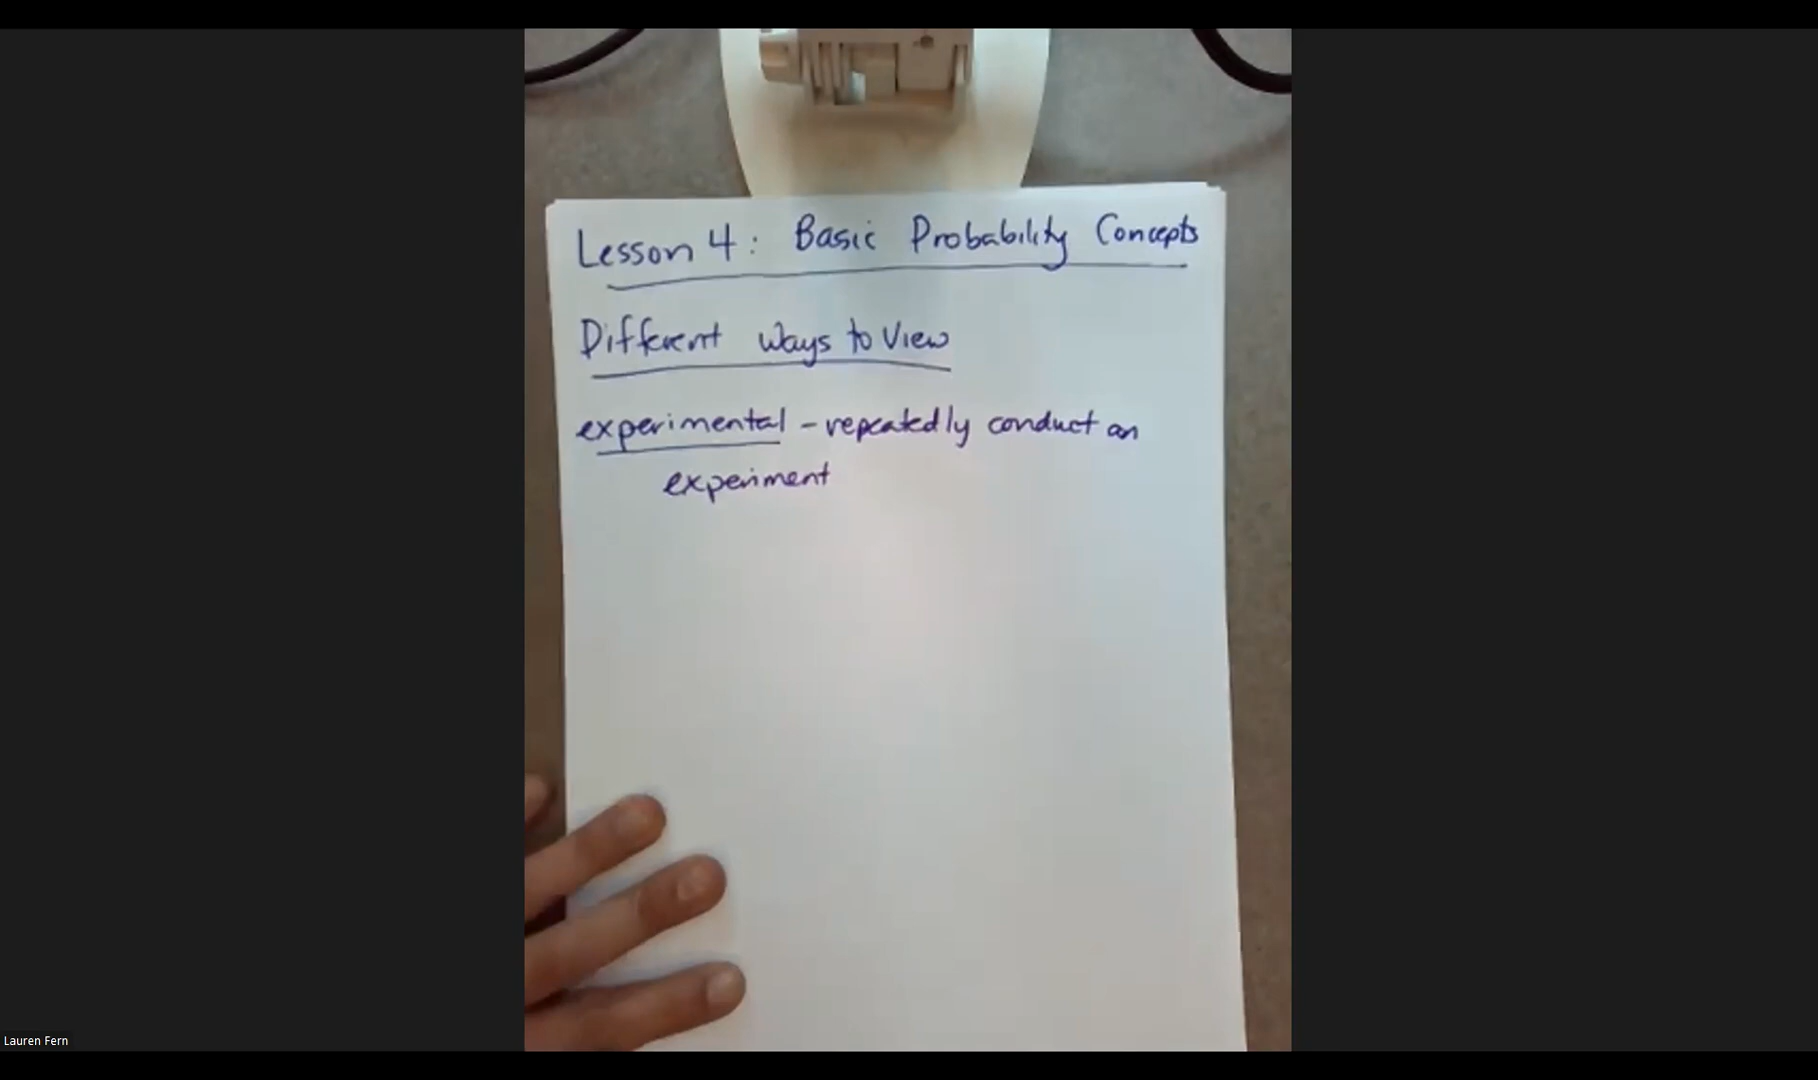 Lesson 4: Basic Probability Concepts
Different Ways to View
experimental - repeatedly conduct an
experiment
Lauren Fern